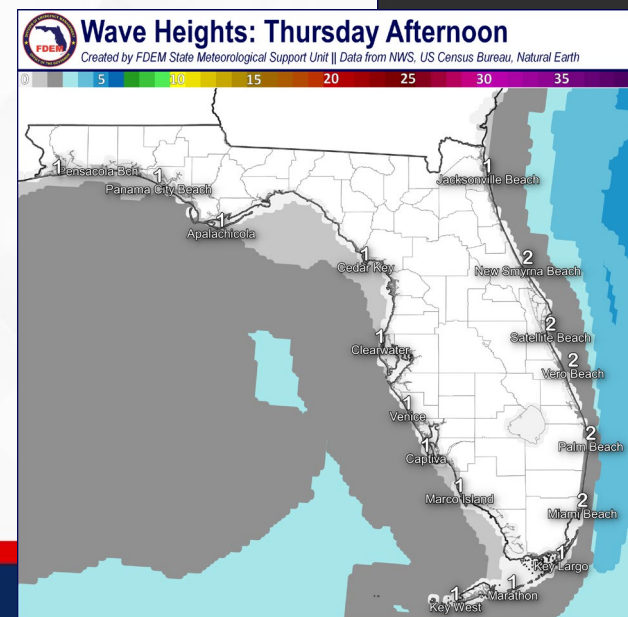 Wave Heights: Thursday Afternoon
Created by FDEM State Meteorological Support Unit || Data from NWS, US Census Bureau, Natural Earth
FDEM
0 5 10 15 20 25 30 35
1
Pensacola Bch
1
Panama City Beach
1
Apalachicola
1
Jacksonville Beach
1
Cedar Key
2
New Smyrna Beach
2
Satellite Beach
1
Clearwater
2
Vero Beach
1
Venice
2
Palm Beach
1
Captiva
1
Marco Island
2
Miami Beach
1
Key Largo
1
Marathon
1
Key West